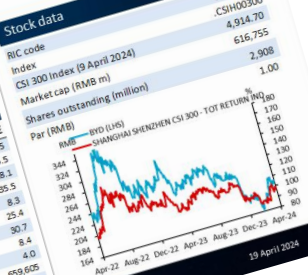 Stock data
RIC code
.CSIH00300
Index
4,914.70
CSI 300 Index (9 April 2024)
616,755
Market cap (RMB m)
2,908
Shares outstanding (million)
1.00
Par (RMB)
RMB
BYD (LHS)
%
SHANGHAI SHENZHEN CSI 300 - TOT RETURN IND
344
324
304
284
264
244
224
204
184
164
180
170
160
150
140
130
120
110
100
90
80
Apr-22
Aug-22
Dec-22
Apr-23
Aug-23
Dec-23
Apr-24
8.3
25.4
30.7
8.4
4.0
659,605
19 April 2024